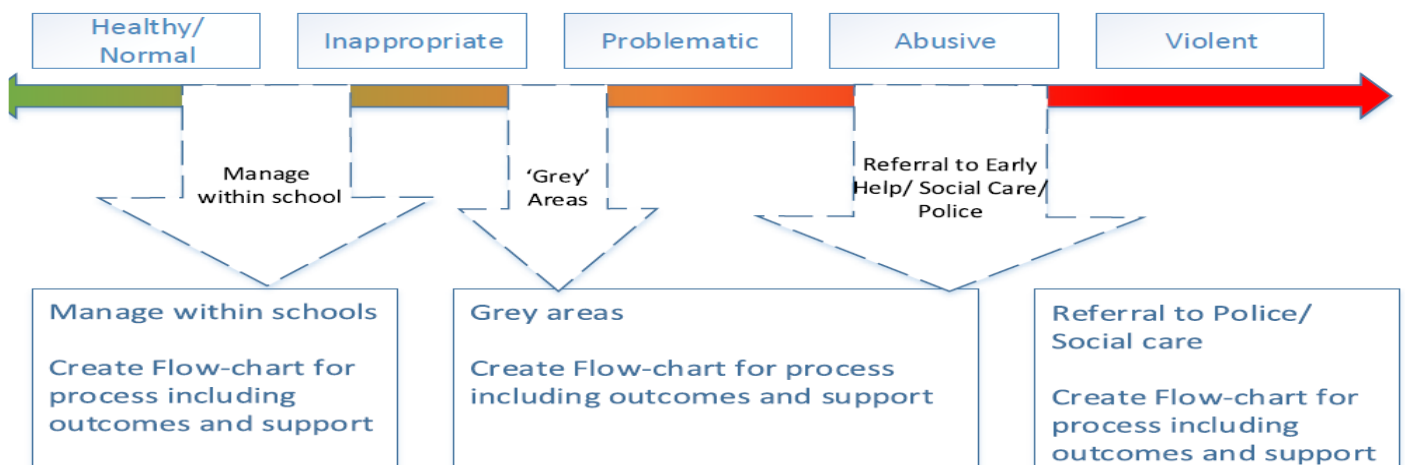 Healthy/
Normal
Inappropriate
Problematic
Abusive
Violent
Manage
within school
‘Grey’
Areas
Referral to Early
Help/ Social Care/
Police
Manage within schools
Create Flow-chart for
process including
outcomes and support
Grey areas
Create Flow-chart for process
including outcomes and support
Referral to Police/
Social care
Create Flow-chart for
process including
outcomes and support